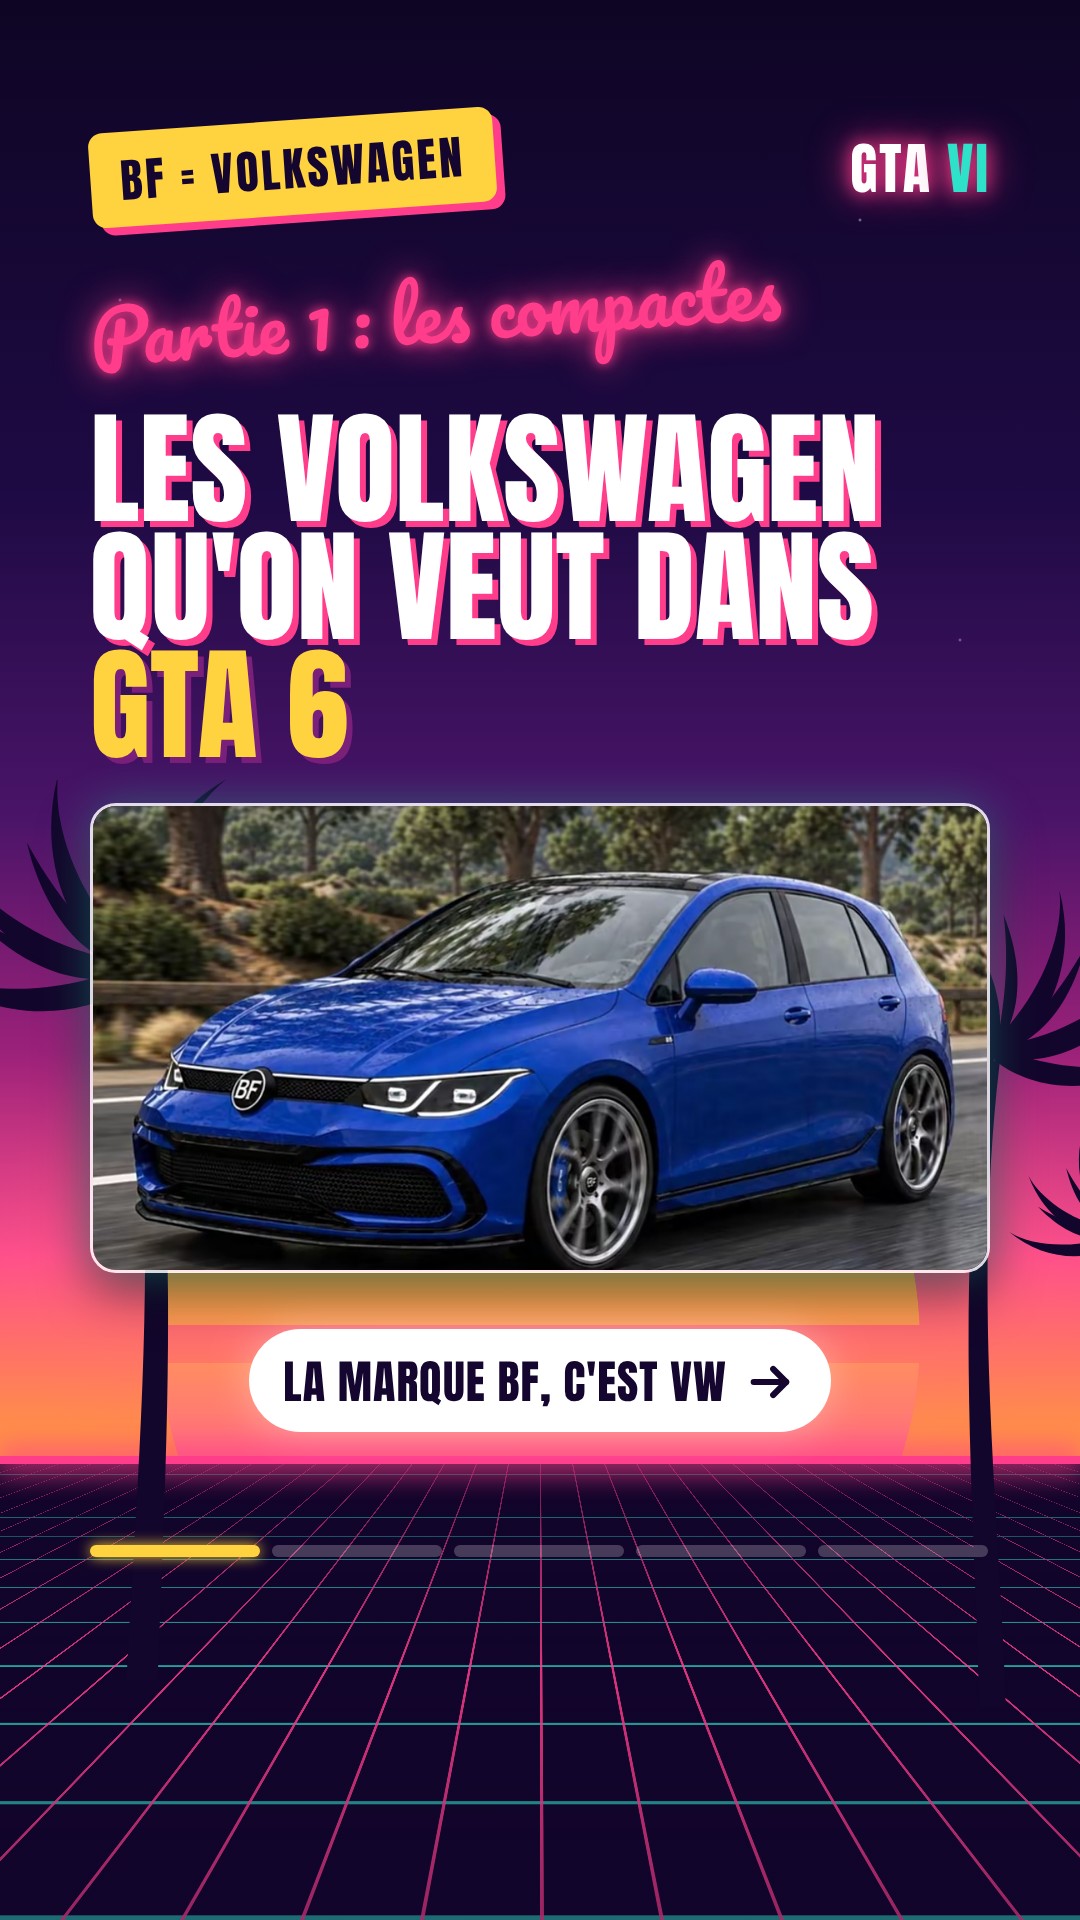 BF = VOLKSWAGEN
GTA VI
Partie 1 : les compactes
LES VOLKSWAGEN
QU'ON VEUT DANS
GTA 6
BF
LA MARQUE BF, C'EST VW →